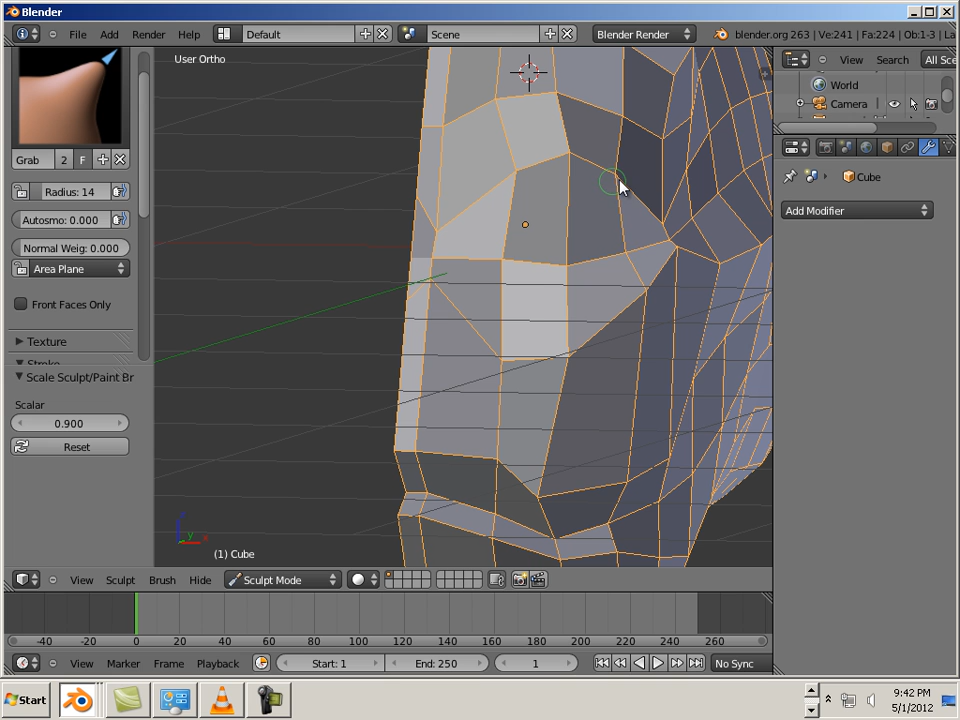 Blender
File Add Render Help Default Scene Blender Render blender.org 263 | Ve:241 | Fa:224 | Ob:1-3 | La
User Ortho
View Search All Sce
World
Camera
Grab 2 F
Cube
Radius: 14
Add Modifier
Autosmo: 0.000
Normal Weig: 0.000
Area Plane
Front Faces Only
Texture
Stroke
Scale Sculpt/Paint Br
Scalar
0.900
Reset
z
y x
(1) Cube
View Sculpt Brush Hide Sculpt Mode
-40 -20 0 20 40 60 80 100 120 140 160 180 200 220 240 260
View Marker Frame Playback Start: 1 End: 250 1 No Sync
Start
9:42 PM
5/1/2012